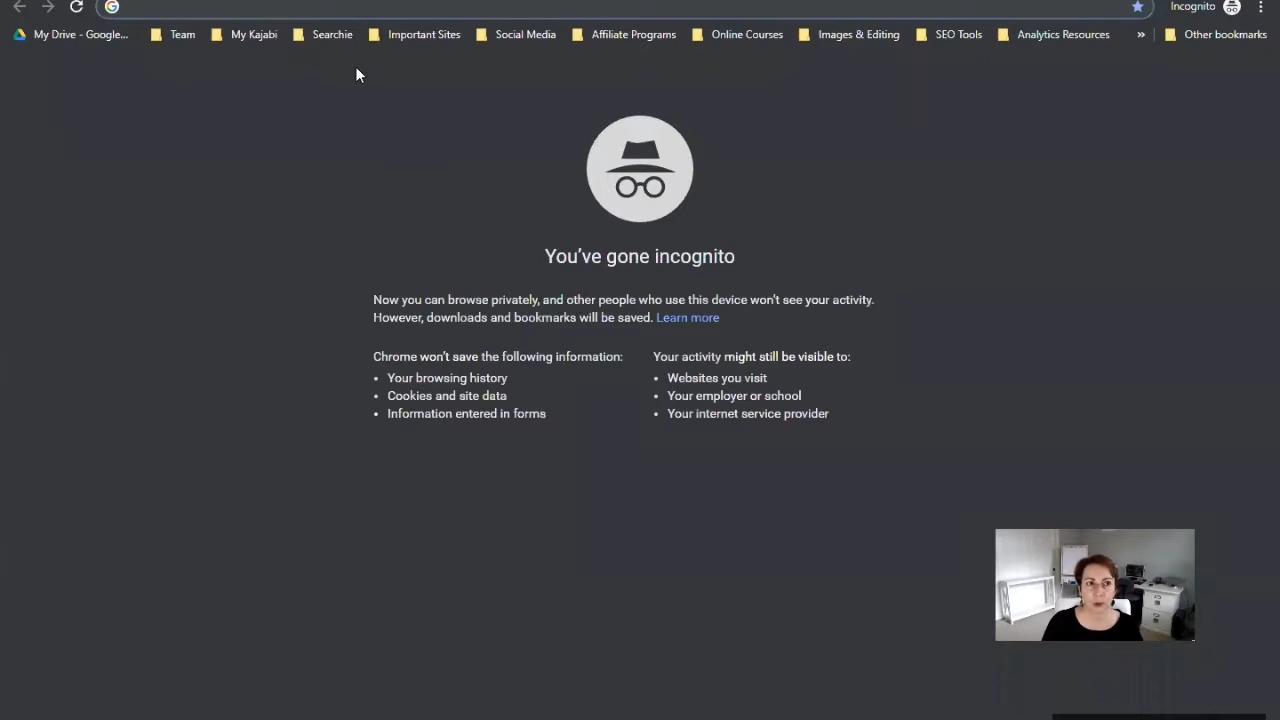 Incognito
My Drive - Google...
Team
My Kajabi
Searchie
Important Sites
Social Media
Affiliate Programs
Online Courses
Images & Editing
SEO Tools
Analytics Resources
»
Other bookmarks
You've gone incognito
Now you can browse privately, and other people who use this device won't see your activity.
However, downloads and bookmarks will be saved. Learn more
Chrome won't save the following information:
• Your browsing history
• Cookies and site data
• Information entered in forms
Your activity might still be visible to:
• Websites you visit
• Your employer or school
• Your internet service provider